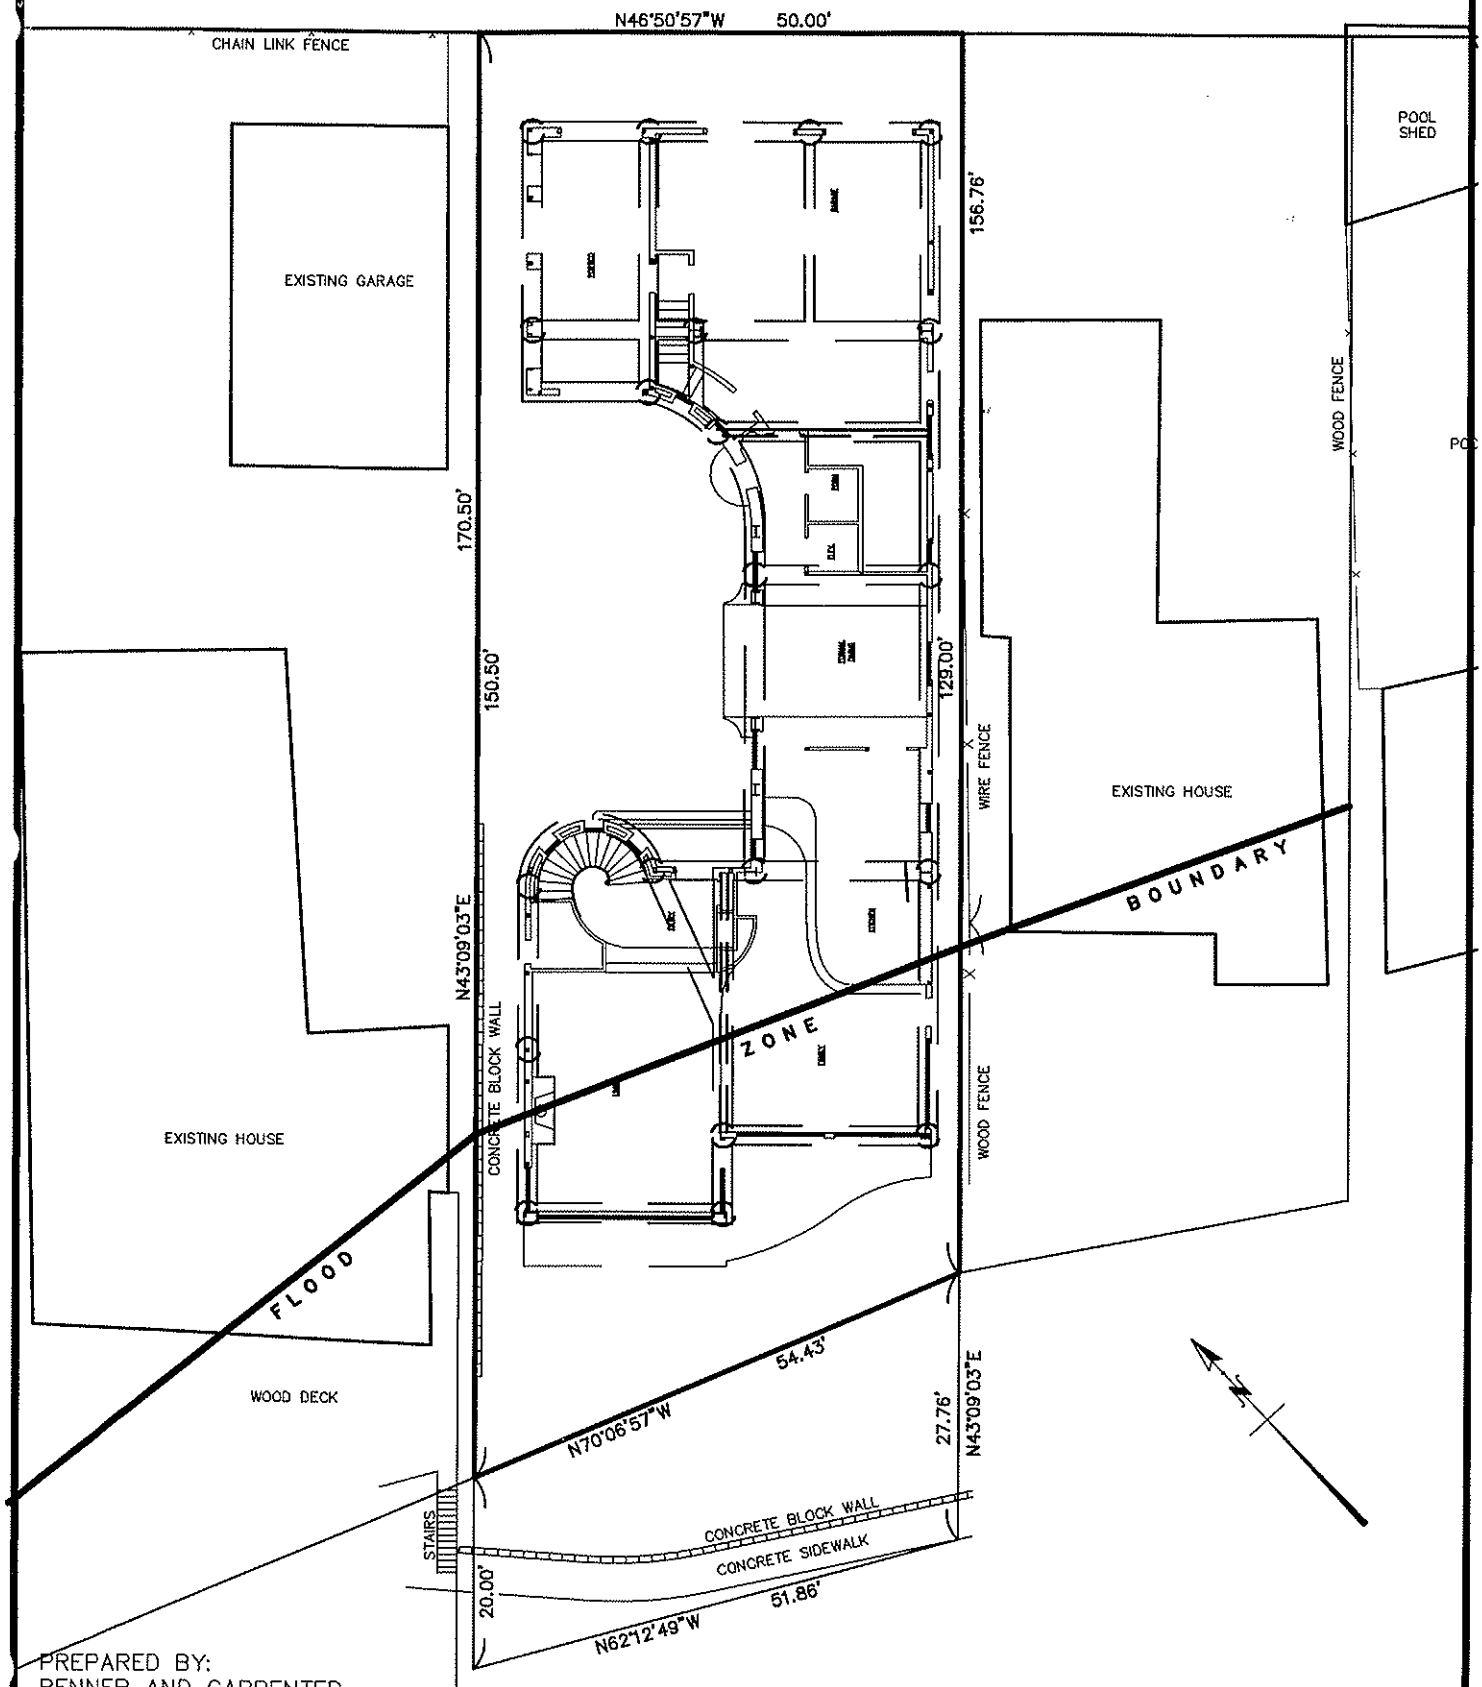 N46°50'57"W 50.00'
CHAIN LINK FENCE
POOL
SHED
156.76'
EXISTING GARAGE
WOOD FENCE
170.50'
150.50'
129.00'
WIRE FENCE
EXISTING HOUSE
N43°09'03"E
CONCRETE BLOCK WALL
FLOOD ZONE BOUNDARY
EXISTING HOUSE
WOOD FENCE
WOOD DECK
54.43'
N70°06'57"W
27.76'
N43°09'03"E
N
STAIRS
CONCRETE BLOCK WALL
CONCRETE SIDEWALK
20.00'
51.86'
N62°12'49"W
PREPARED BY: